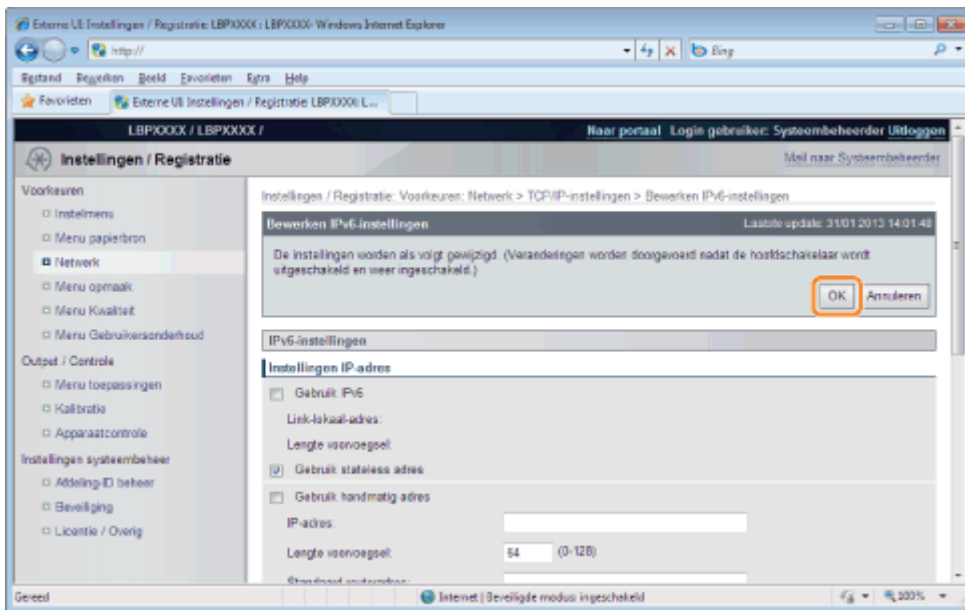 Externe UI: Instellingen / Registratie: LBPXXXX : LBPXXXX- Windows Internet Explorer
http://
Bing
Bestand Bewerken Beeld Favorieten Extra Help
Favorieten Externe UI: Instellingen / Registratie: LBPXXXX: L...
LBPXXXX / LBPXXXX /
Naar portaal Login gebruiker: Systeembeheerder Uitloggen
Instellingen / Registratie
Mail naar Systeembeheerder
Voorkeuren
Instelmenu
Menu papierbron
Netwerk
Menu opmaak
Menu Kwaliteit
Menu Gebruikersonderhoud
Output / Controle
Menu toepassingen
Kalibratie
Apparaatcontrole
Instellingen systeembeheer
Afdeling-ID beheer
Beveiliging
Licentie / Overig
Instellingen / Registratie: Voorkeuren: Netwerk > TCP/IP-instellingen > Bewerken IPv6-instellingen
Bewerken IPv6-instellingen
Laatste update: 31/01 2013 14:01:48
De instellingen worden als volgt gewijzigd. (Veranderingen worden doorgevoerd nadat de hoofdschakelaar wordt
uitgeschakeld en weer ingeschakeld.)
OK Annuleren
IPv6-instellingen
Instellingen IP-adres
Gebruik IPv6
Link-lokaal-adres:
Lengte voorvoegsel:
Gebruik stateless adres
Gebruik handmatig adres
IP-adres:
Lengte voorvoegsel: 64 (0-128)
Standaard routeradres:
Gereed
Internet | Beveiligde modus: ingeschakeld
100%